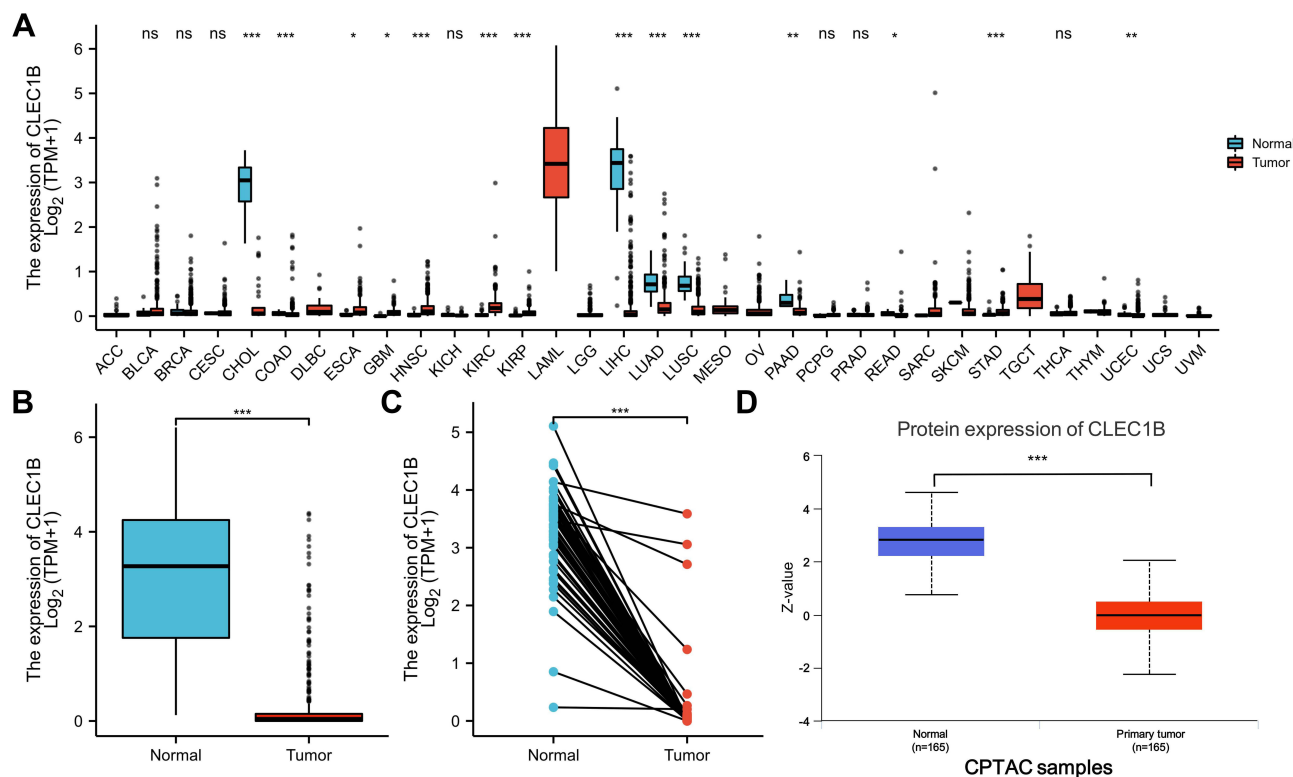 A
The expression of CLEC1B
Log2 (TPM+1)
6
5
4
3
2
1
0
ns ns ns *** *** * * *** ns *** *** *** *** *** ** ns ns * *** ns **
Normal
Tumor
ACC BLCA BRCA CESC CHOL COAD DLBC ESCA GBM HNSC KICH KIRC KIRP LAML LGG LIHC LUAD LUSC MESO OV PAAD PCPG PRAD READ SARC SKCM STAD TGCT THCA THYM UCEC UCS UVM
B
The expression of CLEC1B
Log2 (TPM+1)
6
4
2
0
***
Normal Tumor
C
The expression of CLEC1B
Log2 (TPM+1)
5
4
3
2
1
0
***
Normal Tumor
D
Protein expression of CLEC1B
***
Z-value
6
4
2
0
-2
-4
Normal Primary tumor
(n=165) (n=165)
CPTAC samples